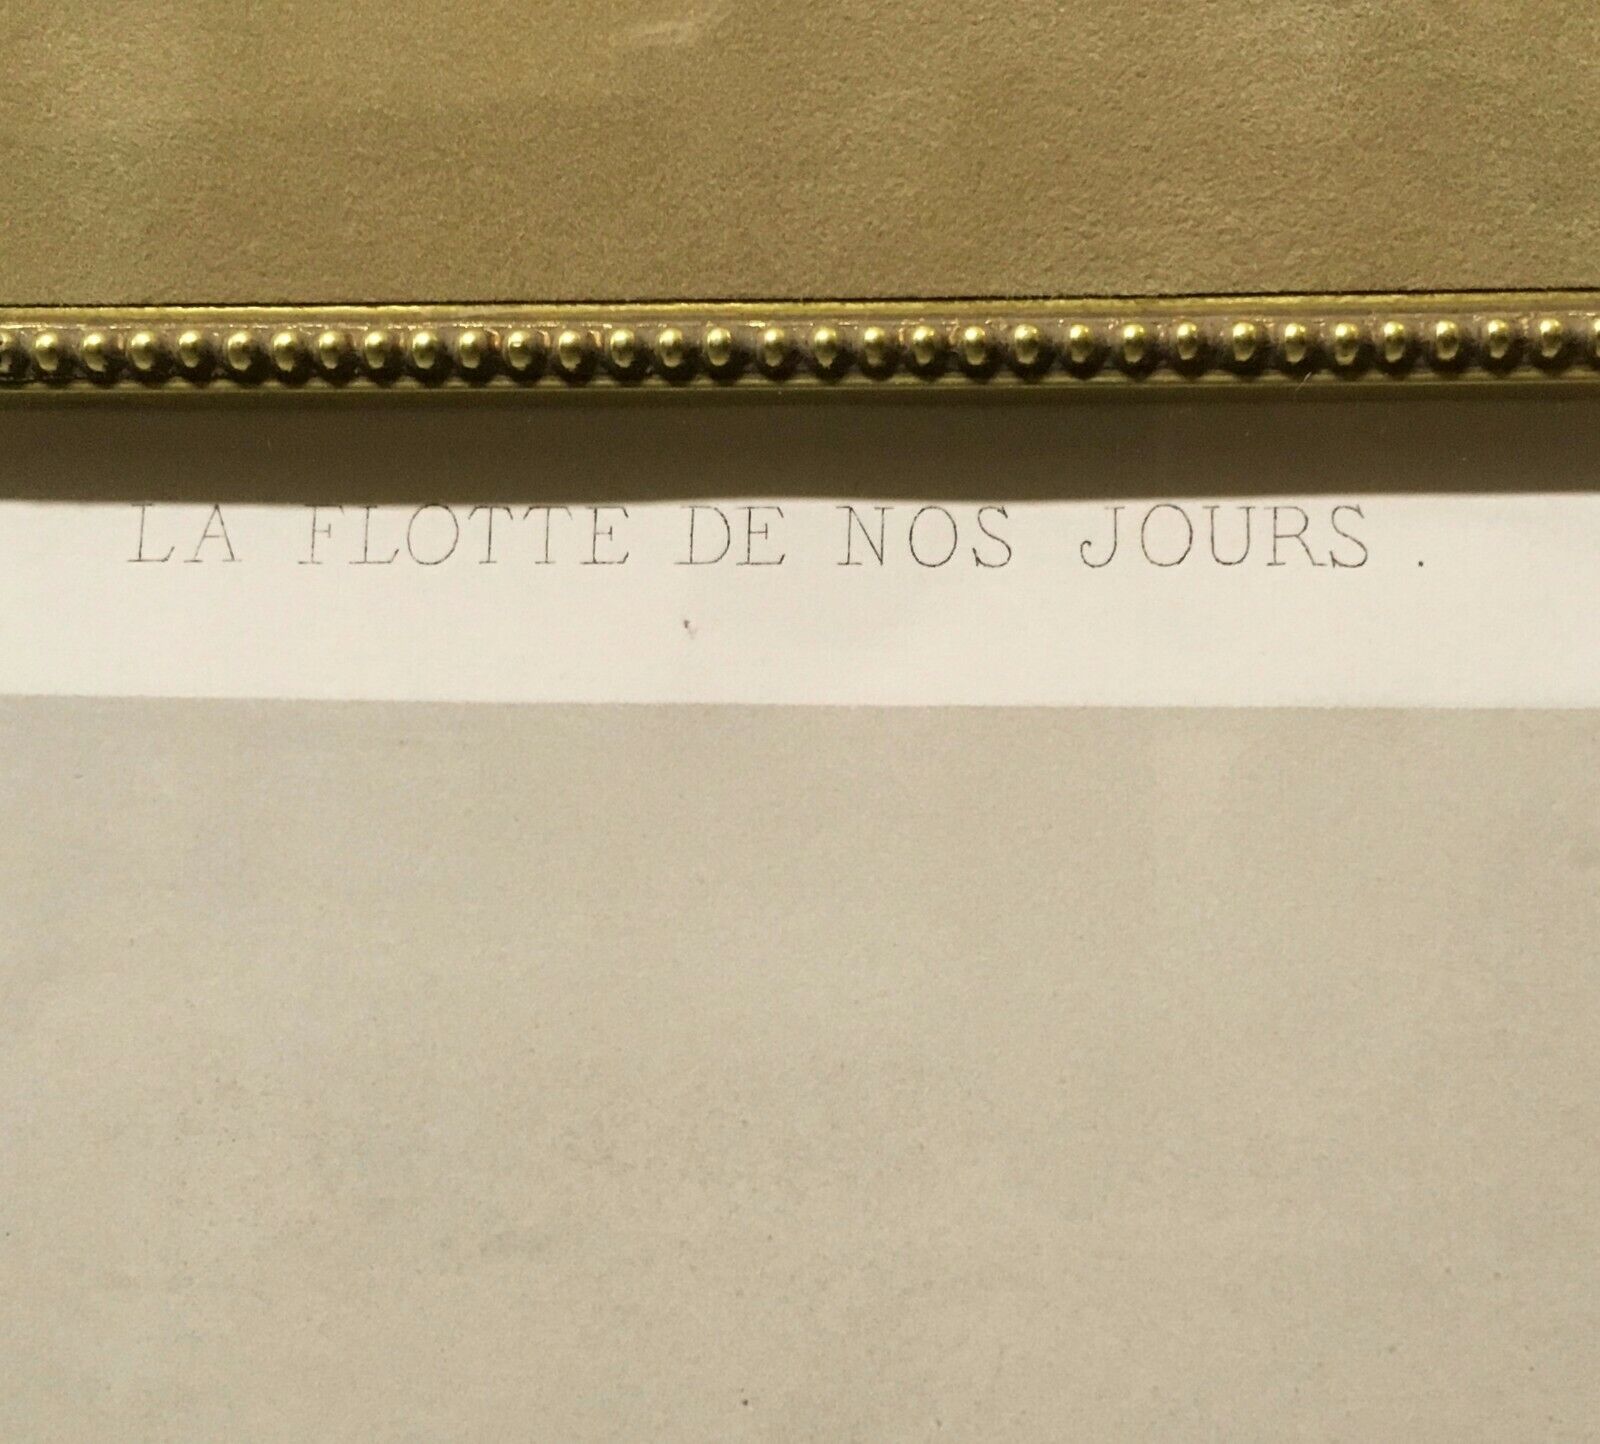 LA FLOTTE DE NOS JOURS .